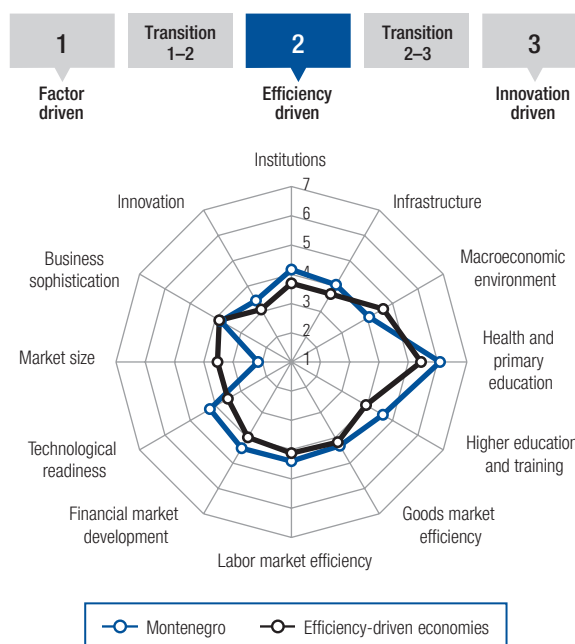 1
Transition
1–2
2
Transition
2–3
3
Factor
driven
Efficiency
driven
Innovation
driven
Institutions
7
6
5
4
3
2
1
Infrastructure
Macroeconomic
environment
Health and
primary
education
Higher education
and training
Goods market
efficiency
Labor market efficiency
Financial market
development
Technological
readiness
Market size
Business
sophistication
Innovation
Montenegro
Efficiency-driven economies